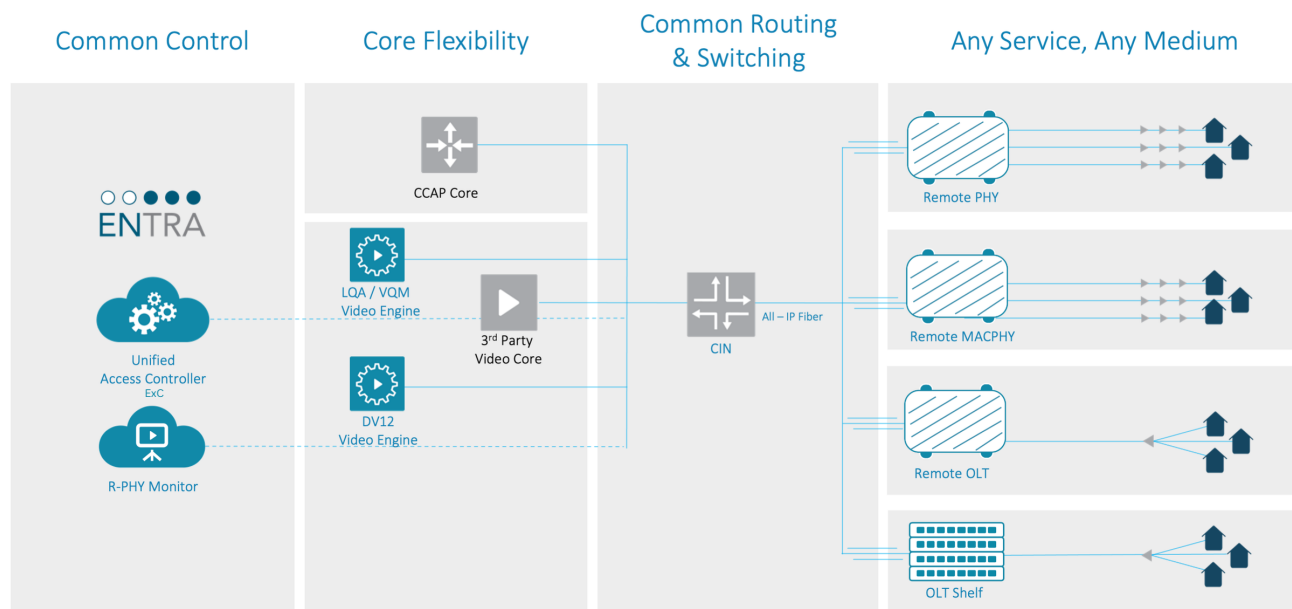 Common Control
Core Flexibility
Common Routing
& Switching
Any Service, Any Medium
ENTRA
Unified
Access Controller
ExC
R-PHY Monitor
CCAP Core
LQA / VQM
Video Engine
3rd Party
Video Core
DV12
Video Engine
CIN
All – IP Fiber
Remote PHY
Remote MACPHY
Remote OLT
OLT Shelf